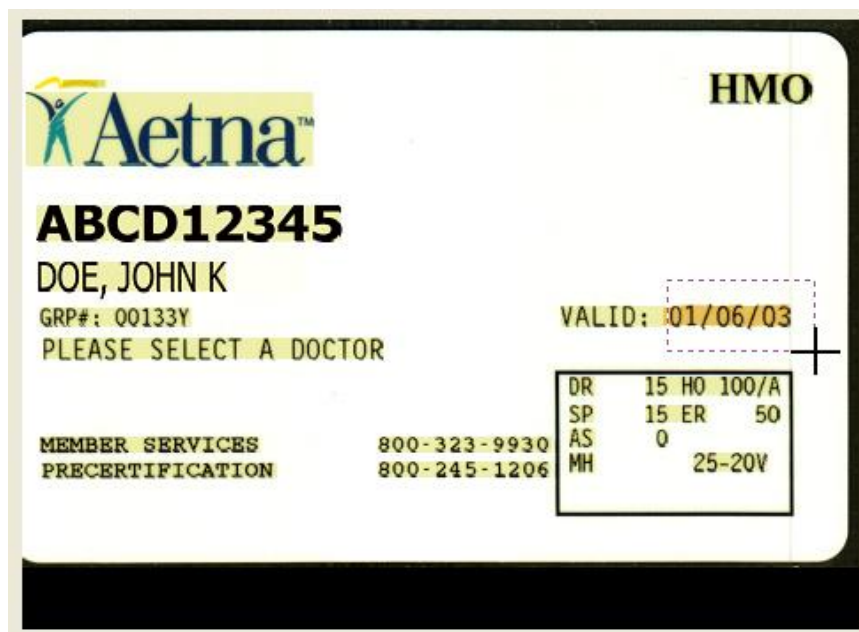 HMO
Aetna™
ABCD12345
DOE, JOHN K
GRP#: 00133Y
VALID: 01/06/03
PLEASE SELECT A DOCTOR
DR 15 HO 100/A
SP 15 ER 50
AS 0
MH 25-20V
MEMBER SERVICES 800-323-9930
PRECERTIFICATION 800-245-1206